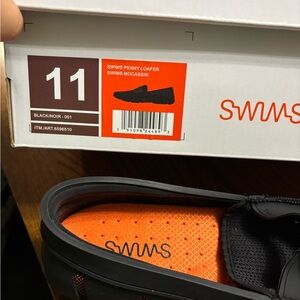 11
SWIMS PENNY LOAFER
SWIMS MOCASSIN
BLACK/NOIR - 001
ITM./ART.6596510
SWIMS
SWIMS